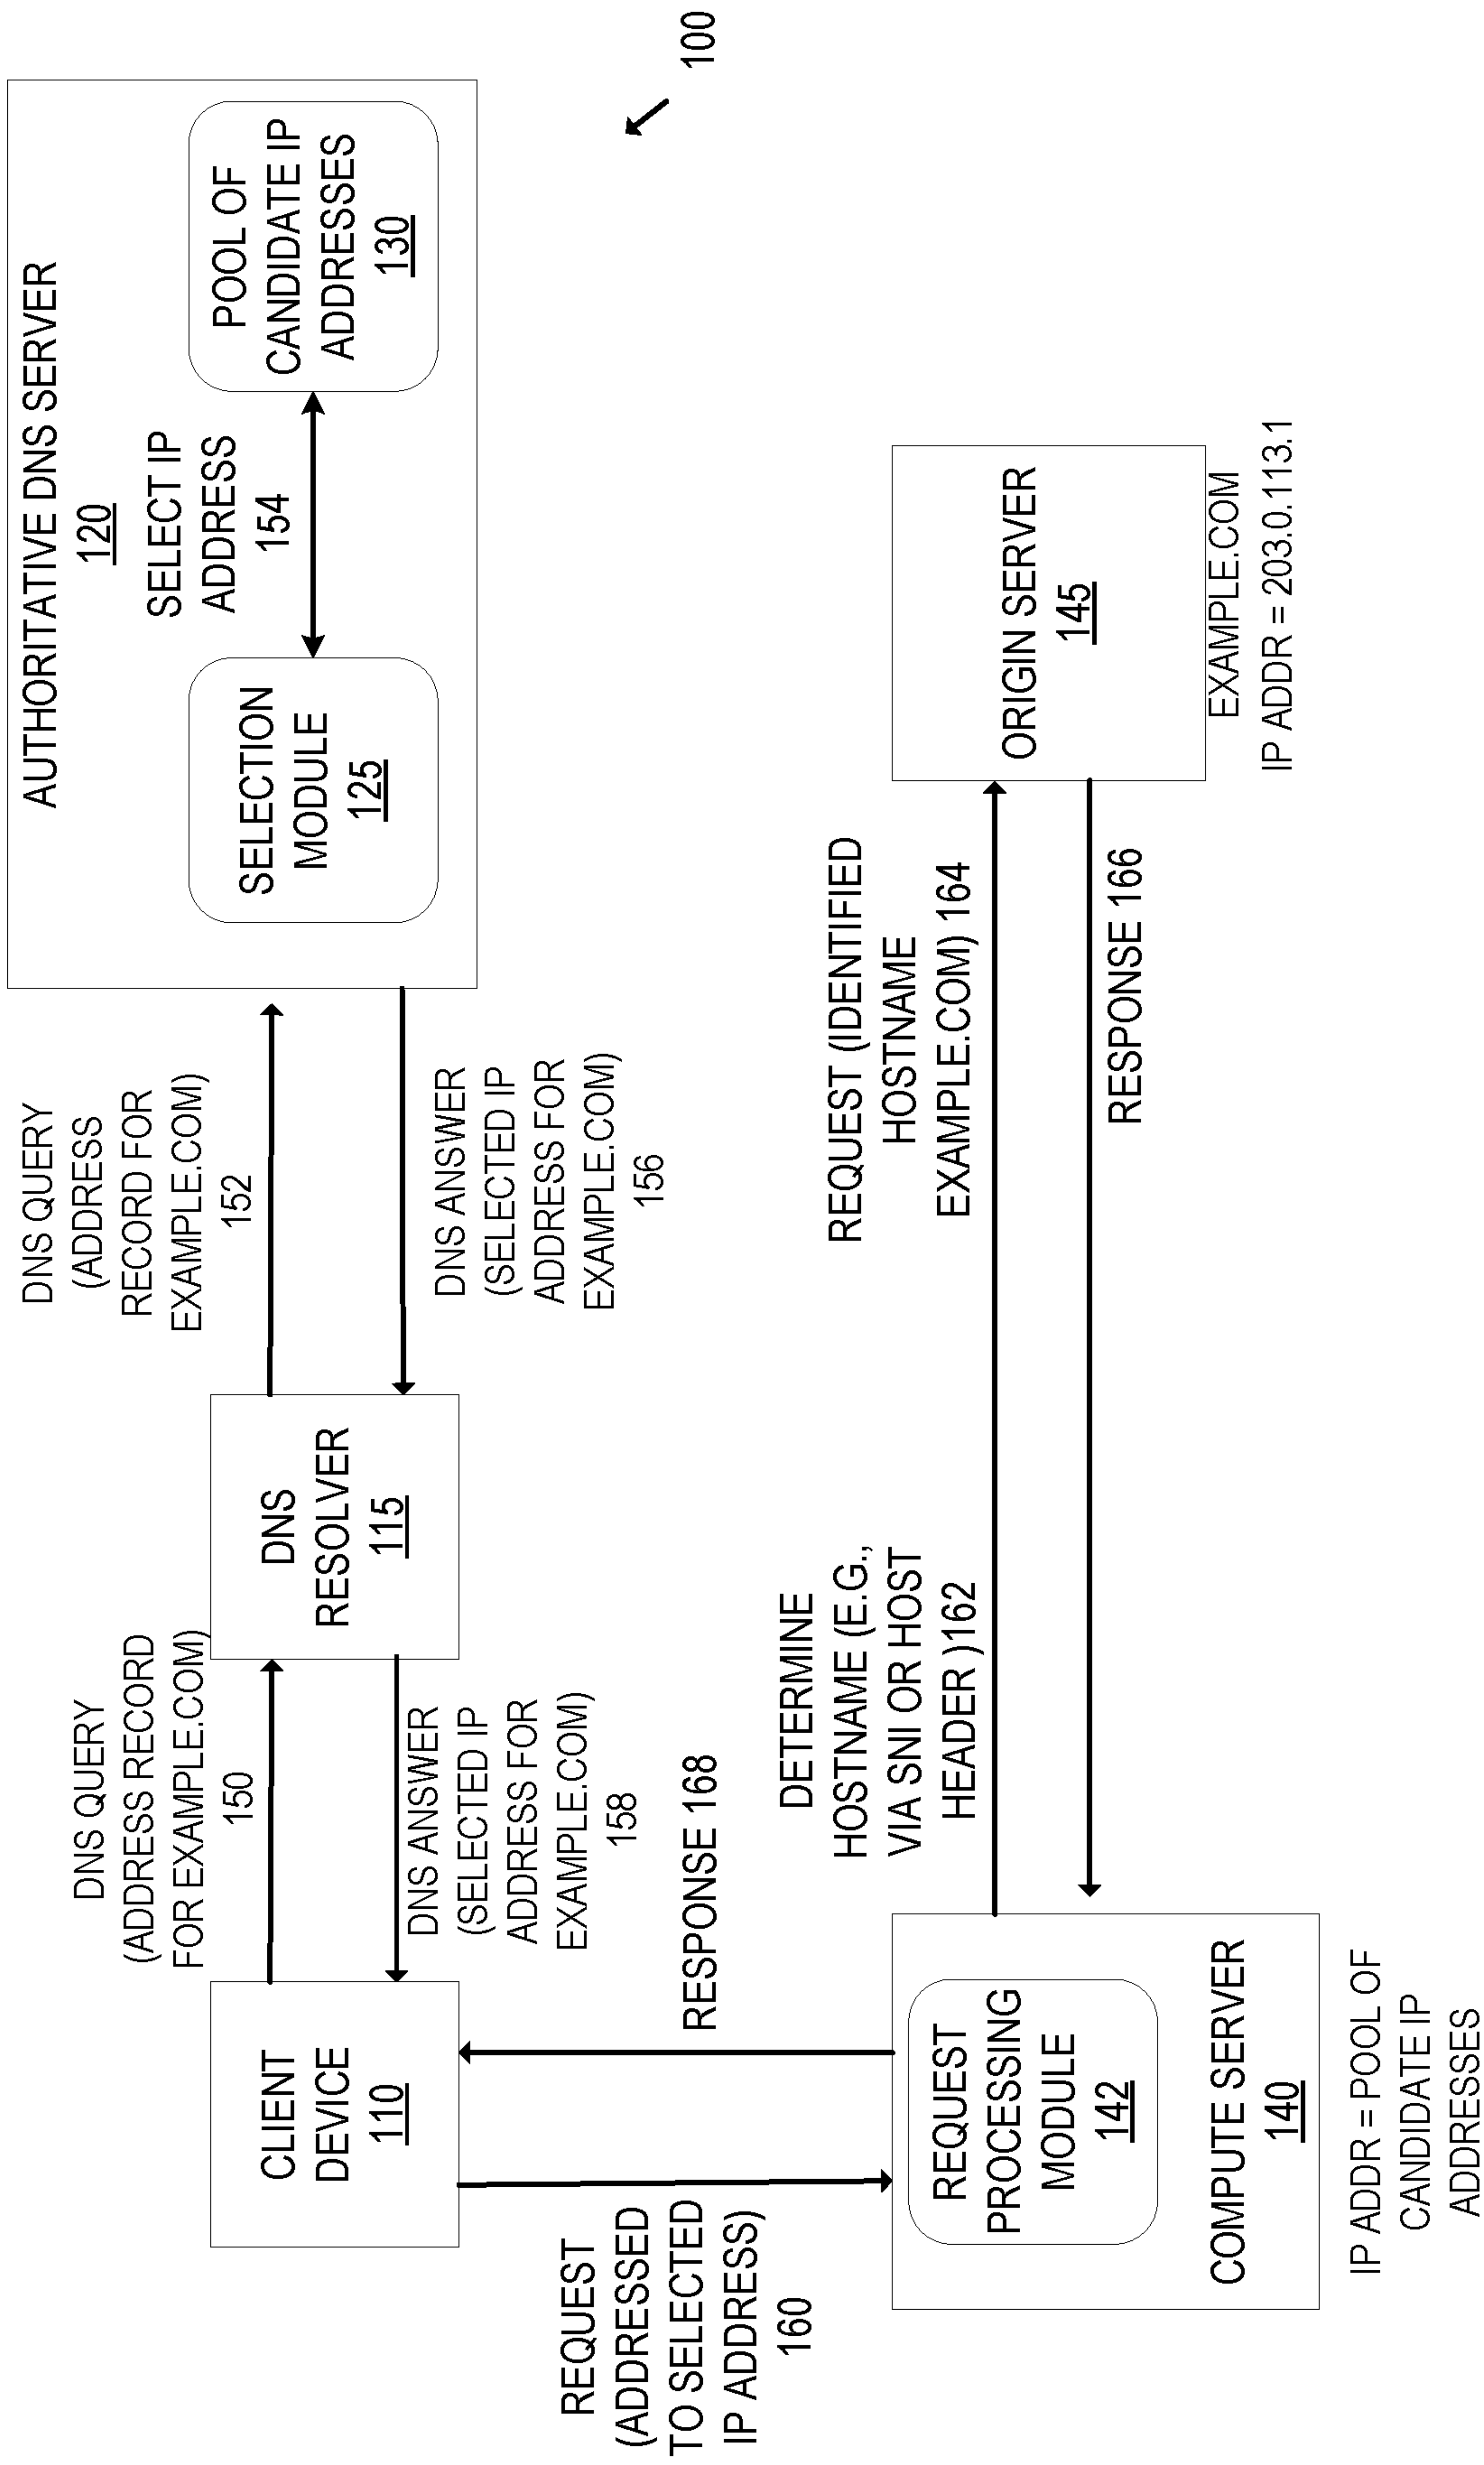 AUTHORITATIVE DNS SERVER
120
SELECT IP
ADDRESS
154
SELECTION
MODULE
125
POOL OF
CANDIDATE IP
ADDRESSES
130
DNS QUERY
(ADDRESS
RECORD FOR
EXAMPLE.COM)
152
DNS ANSWER
(SELECTED IP
ADDRESS FOR
EXAMPLE.COM)
156
DNS
RESOLVER
115
DNS QUERY
(ADDRESS RECORD
FOR EXAMPLE.COM)
150
DNS ANSWER
(SELECTED IP
ADDRESS FOR
EXAMPLE.COM)
158
CLIENT
DEVICE
110
100
REQUEST
(ADDRESSED
TO SELECTED
IP ADDRESS)
160
RESPONSE 168
DETERMINE
HOSTNAME (E.G.,
VIA SNI OR HOST
HEADER )162
REQUEST (IDENTIFIED
HOSTNAME
EXAMPLE.COM) 164
RESPONSE 166
REQUEST
PROCESSING
MODULE
142
COMPUTE SERVER
140
IP ADDR = POOL OF
CANDIDATE IP
ADDRESSES
ORIGIN SERVER
145
EXAMPLE.COM
IP ADDR = 203.0.113.1